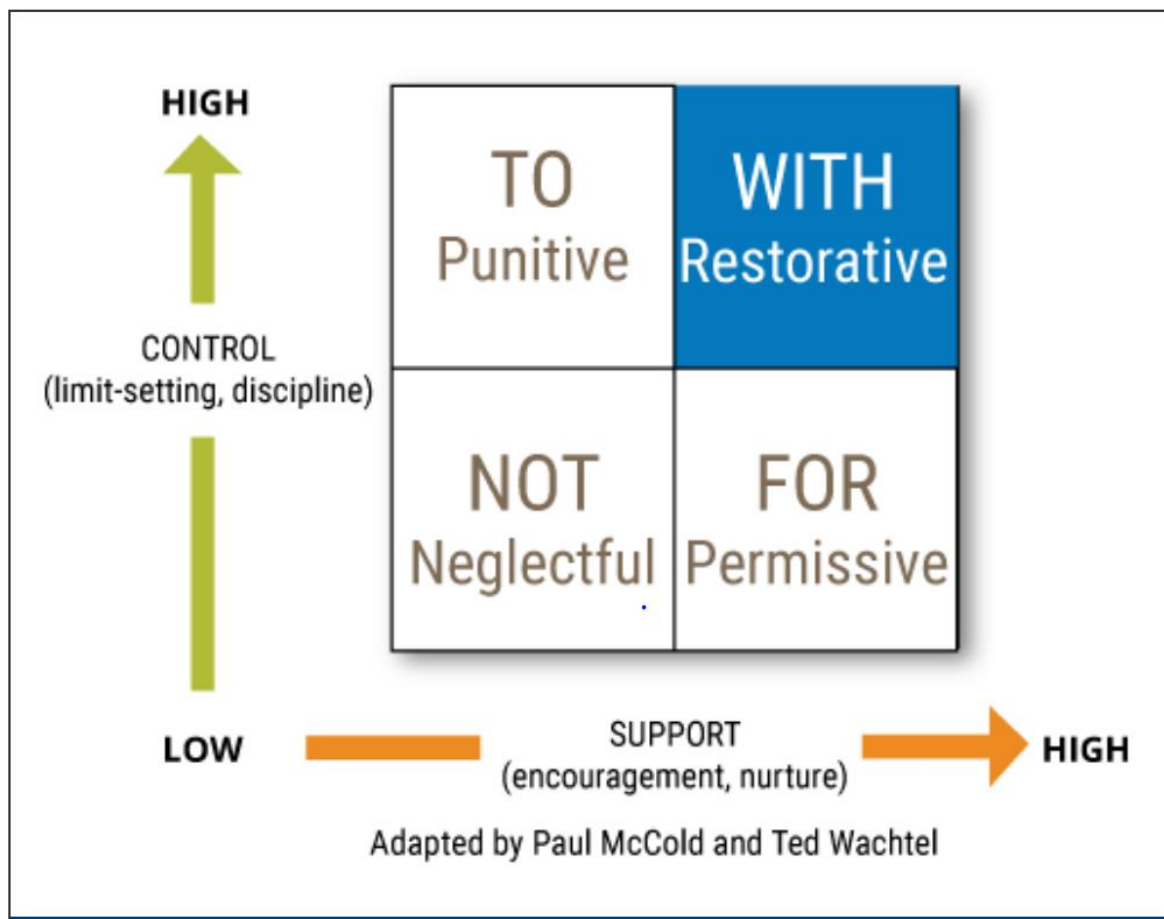 HIGH
TO
Punitive
WITH
Restorative
CONTROL
(limit-setting, discipline)
NOT
Neglectful
FOR
Permissive
LOW
SUPPORT
(encouragement, nurture)
HIGH
Adapted by Paul McCold and Ted Wachtel